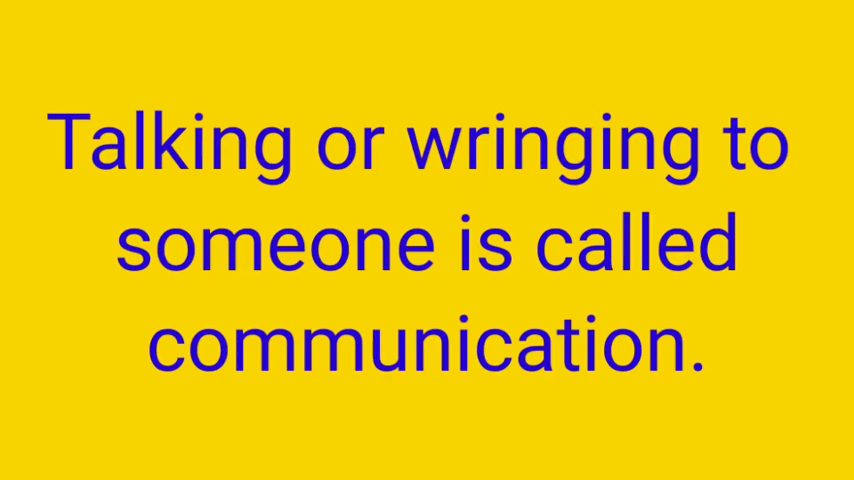 Talking or wringing to
someone is called
communication.